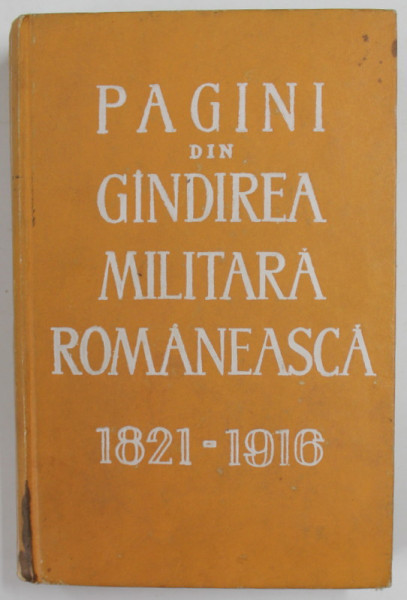 PAGINI
DIN
GÎNDIREA
MILITARĂ
ROMÂNEASCĂ
1821-1916